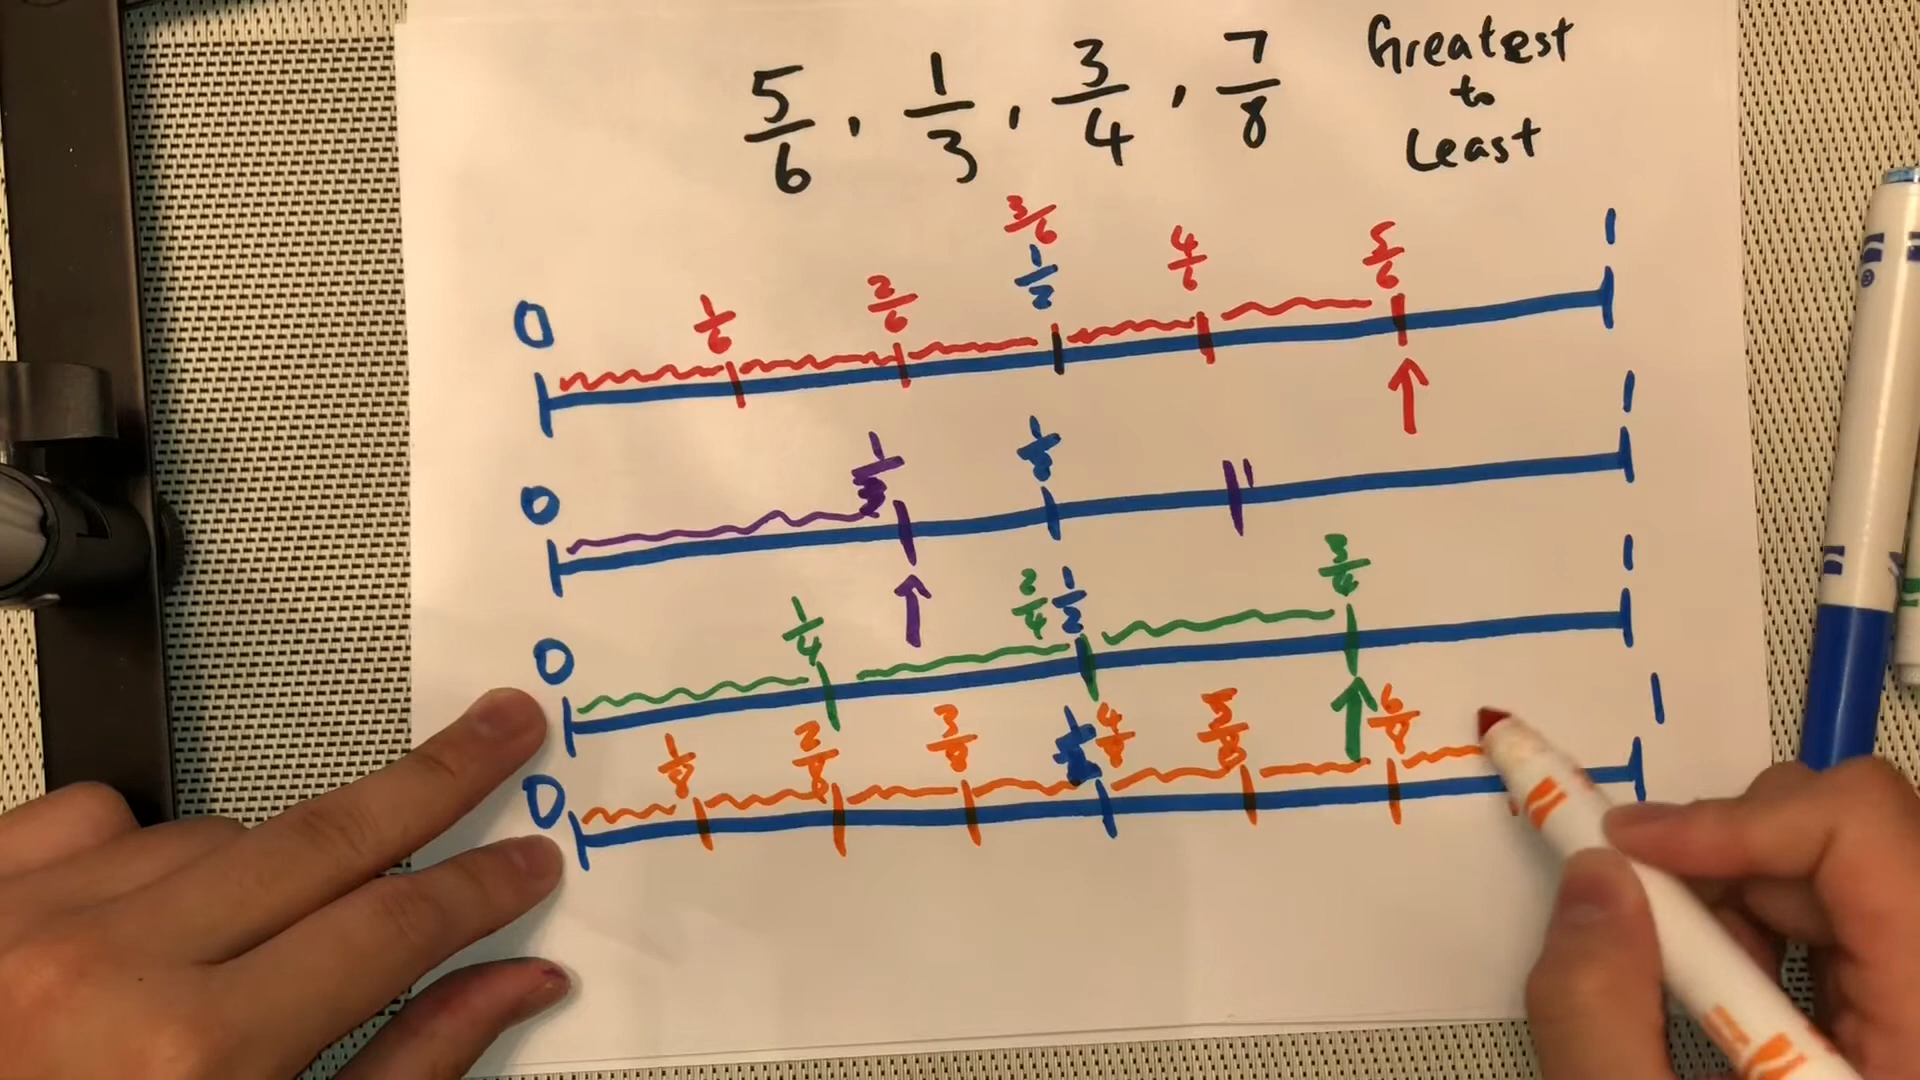 5/6, 1/3, 3/4, 7/8 Greatest
to
Least
0 1/6 2/6 3/6 1/2 4/6 5/6 1
0 1/3 1/2 1
0 1/4 2/4 1/2 3/4 1
0 1/8 2/8 3/8 1/2 4/8 5/8 6/8 1